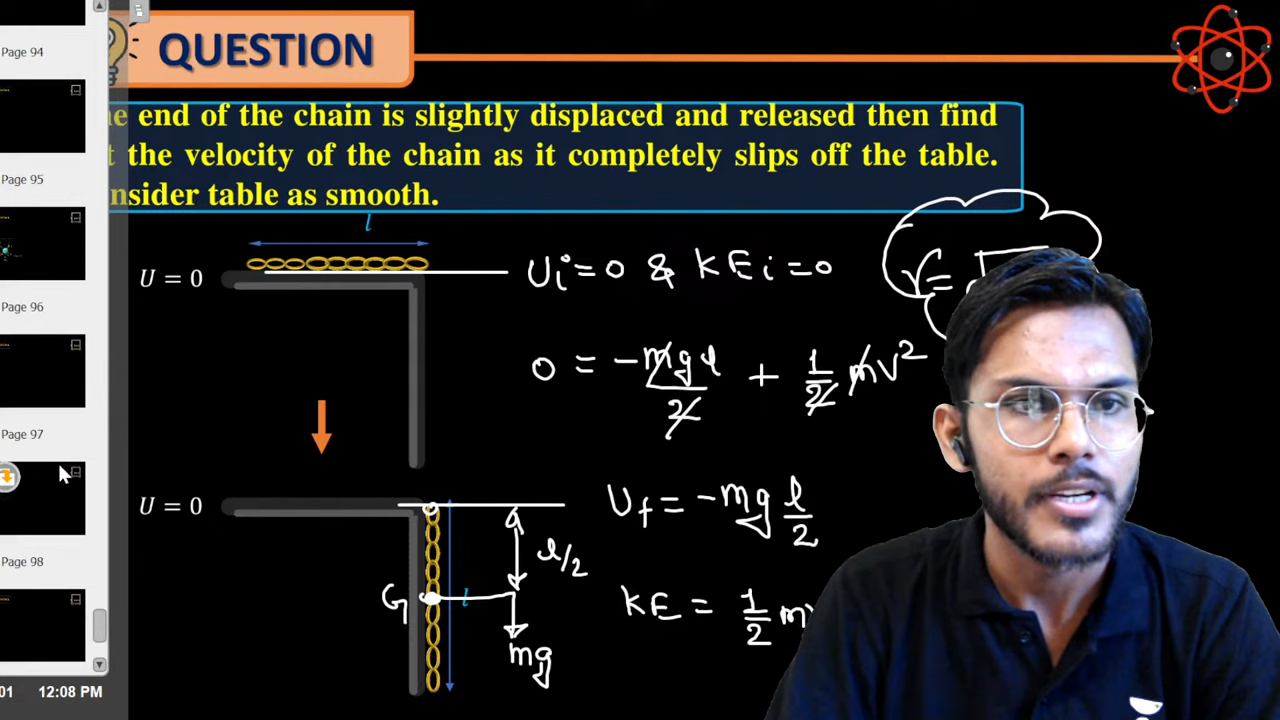 Page 94
Page 95
Page 96
Page 97
Page 98
01
12:08 PM
QUESTION
end of the chain is slightly displaced and released then find
the velocity of the chain as it completely slips off the table.
table as smooth.
l
U = 0
Ui = 0 & KEi = 0
V =
0 = -mgl/2 + 1/2 mv²
U = 0
Uf = -mg l/2
l/2
G
l
KE = 1/2 m
mg